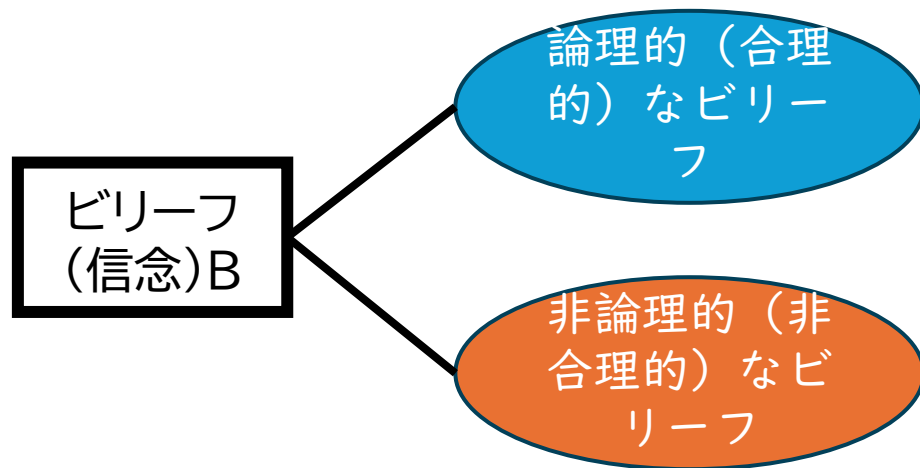 論理的（合理
的）なビリー
フ
ビリーフ
(信念)B
非論理的（非
合理的）なビ
リーフ